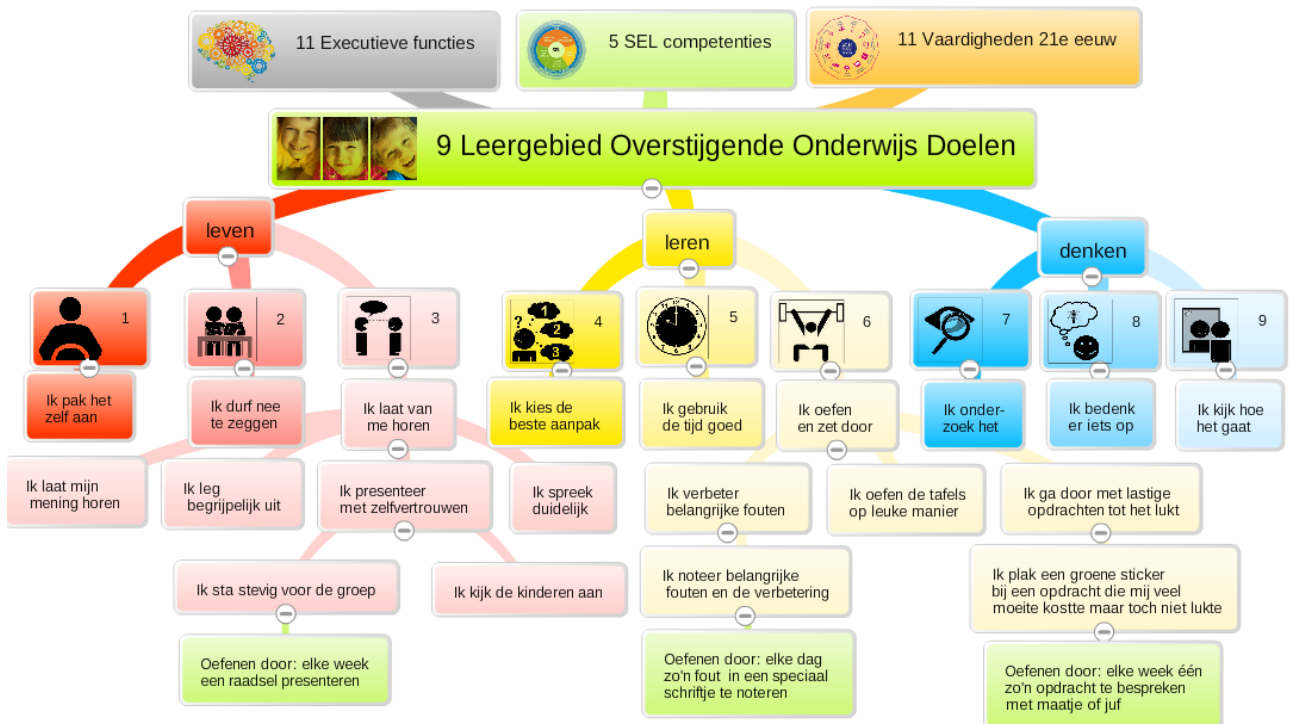 11 Executieve functies
5 SEL competenties
11 Vaardigheden 21e eeuw
9 Leergebied Overstijgende Onderwijs Doelen
leven
leren
denken
1
2
3
1
2
3
?
4
12
5
6
7
8
9
Ik pak het
zelf aan
Ik durf nee
te zeggen
Ik laat van
me horen
Ik kies de
beste aanpak
Ik gebruik
de tijd goed
Ik oefen
en zet door
Ik onder-
zoek het
Ik bedenk
er iets op
Ik kijk hoe
het gaat
Ik laat mijn
mening horen
Ik leg
begrijpelijk uit
Ik presenteer
met zelfvertrouwen
Ik spreek
duidelijk
Ik verbeter
belangrijke fouten
Ik oefen de tafels
op leuke manier
Ik ga door met lastige
opdrachten tot het lukt
Ik sta stevig voor de groep
Ik kijk de kinderen aan
Ik noteer belangrijke
fouten en de verbetering
Ik plak een groene sticker
bij een opdracht die mij veel
moeite kostte maar toch niet lukte
Oefenen door: elke week
een raadsel presenteren
Oefenen door: elke dag
zo'n fout in een speciaal
schriftje te noteren
Oefenen door: elke week één
zo'n opdracht te bespreken
met maatje of juf